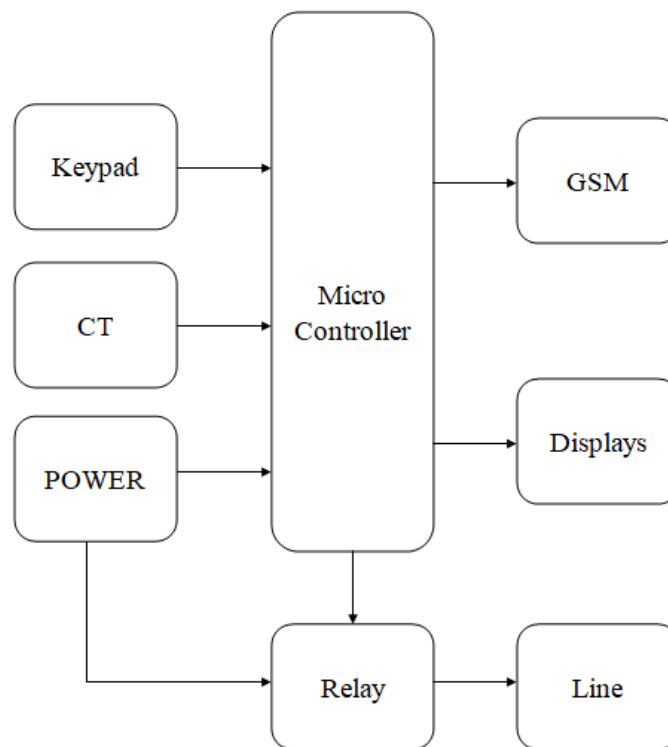 Keypad
GSM
Micro
Controller
CT
Displays
POWER
Relay
Line